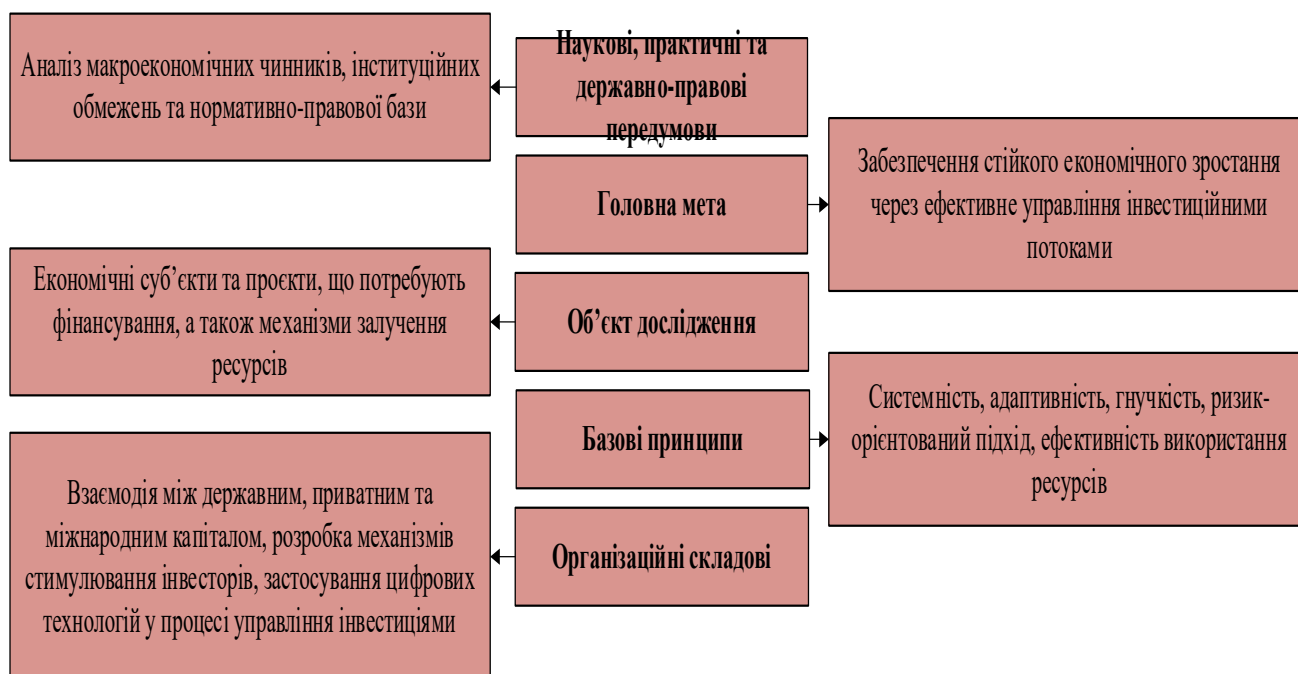 Наукові, практичні та
державно-правові
передумови
Аналіз макроекономічних чинників, інституційних
обмежень та нормативно-правової бази
Головна мета
Забезпечення стійкого економічного зростання
через ефективне управління інвестиційними
потоками
Об’єкт дослідження
Економічні суб’єкти та проєкти, що потребують
фінансування, а також механізми залучення
ресурсів
Базові принципи
Системність, адаптивність, гнучкість, ризик-
орієнтований підхід, ефективність використання
ресурсів
Організаційні складові
Взаємодія між державним, приватним та
міжнародним капіталом, розробка механізмів
стимулювання інвесторів, застосування цифрових
технологій у процесі управління інвестиціями